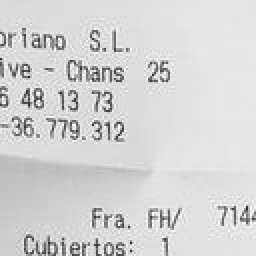 oriano S.L.
ive - Chans 25
6 48 13 73
-36.779.312
Fra. FH/ 7144
Cubiertos: 1